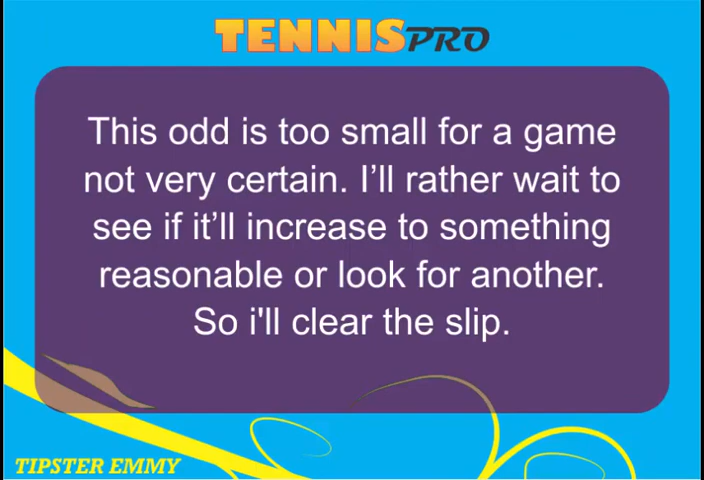 TENNISPRO
This odd is too small for a game
not very certain. I’ll rather wait to
see if it’ll increase to something
reasonable or look for another.
So i'll clear the slip.
TIPSTER EMMY